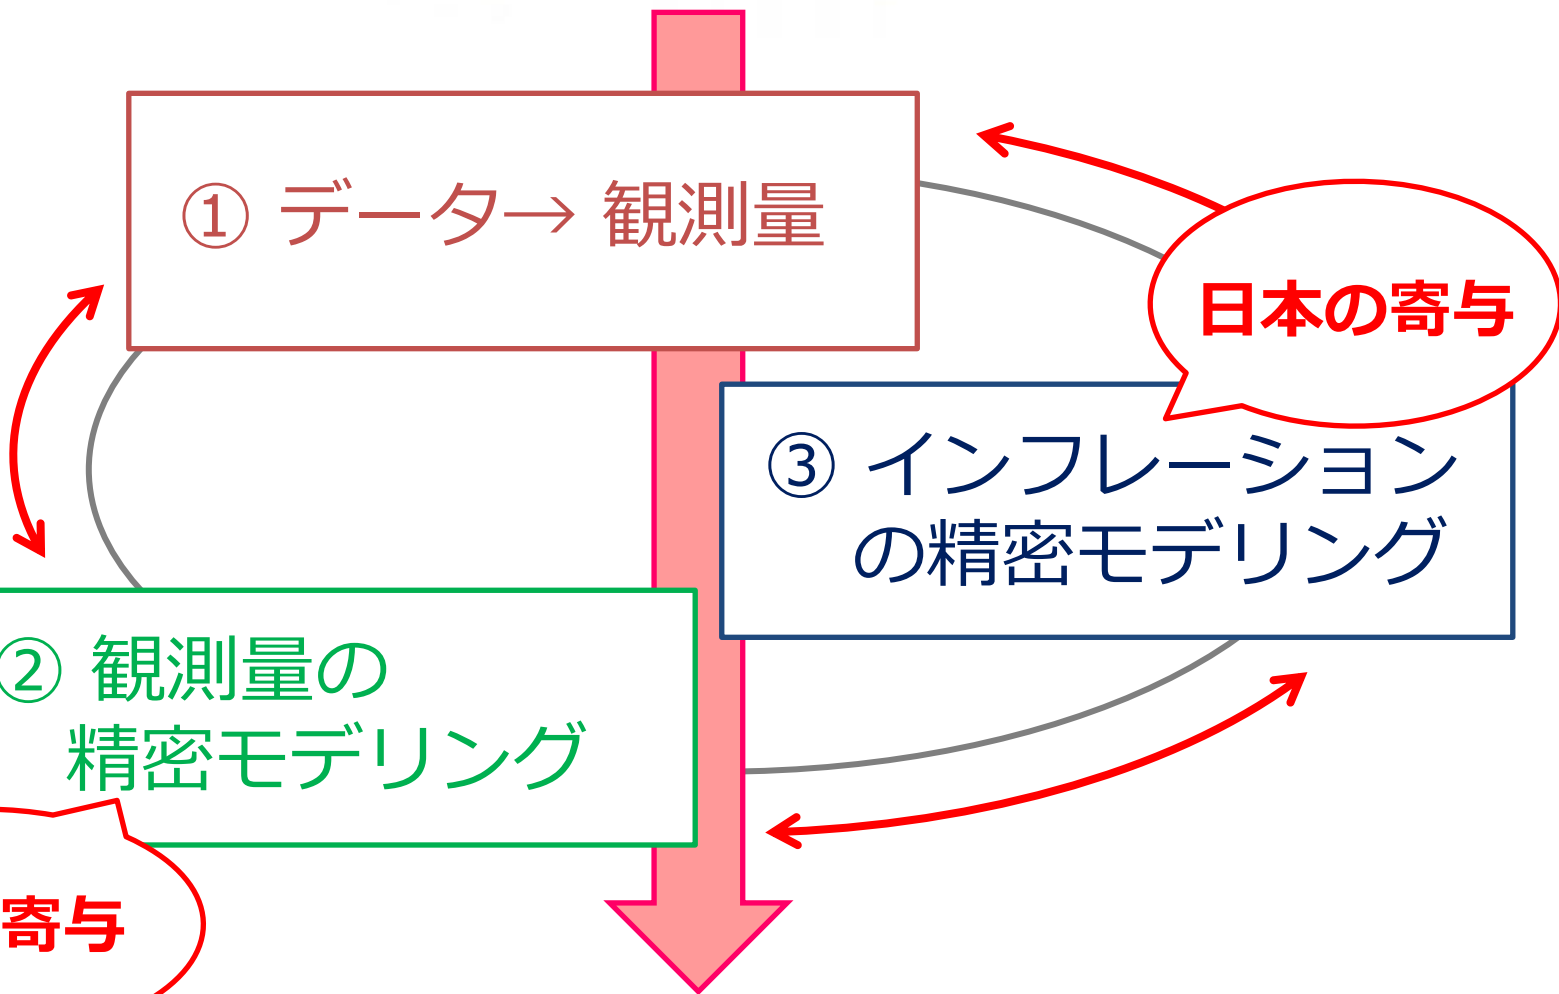 ① データ→ 観測量
日本の寄与
③ インフレーション
の精密モデリング
② 観測量の
精密モデリング
寄与